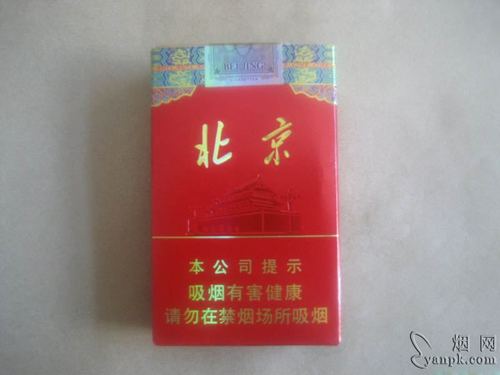 BEIJING
北京
本公司提示
吸烟有害健康
请勿在禁烟场所吸烟
烟网
yanpk.com